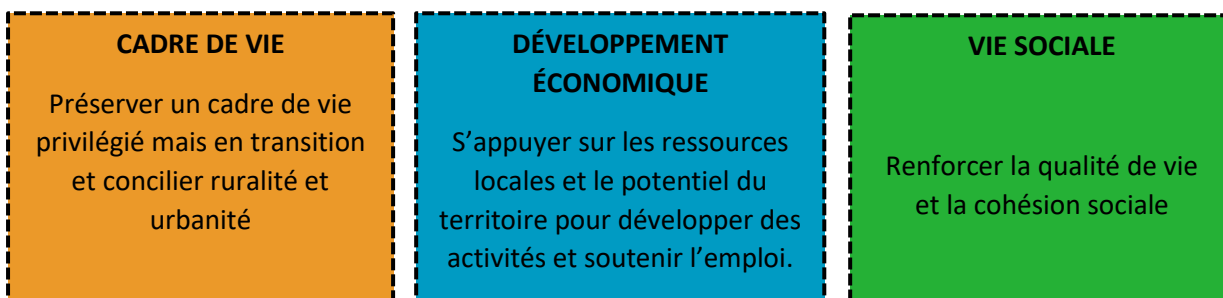 CADRE DE VIE
Préserver un cadre de vie
privilégié mais en transition
et concilier ruralité et
urbanité
DÉVELOPPEMENT
ÉCONOMIQUE
S’appuyer sur les ressources
locales et le potentiel du
territoire pour développer des
activités et soutenir l’emploi.
VIE SOCIALE
Renforcer la qualité de vie
et la cohésion sociale